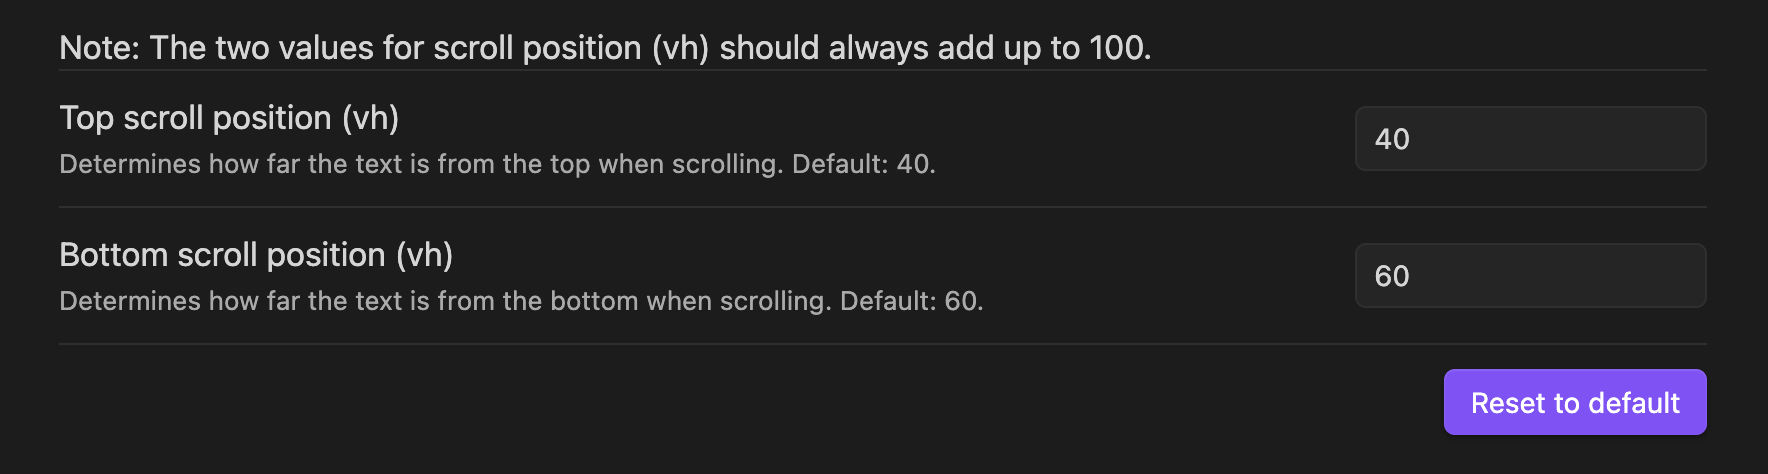 Note: The two values for scroll position (vh) should always add up to 100.
Top scroll position (vh)
Determines how far the text is from the top when scrolling. Default: 40.
40
Bottom scroll position (vh)
Determines how far the text is from the bottom when scrolling. Default: 60.
60
Reset to default